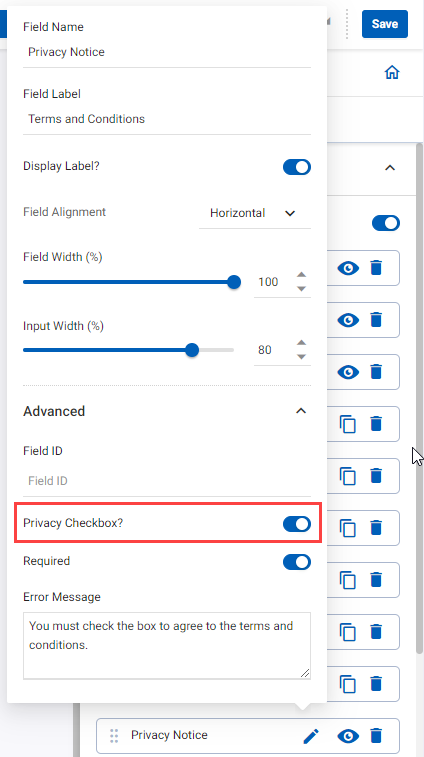 Save
Field Name
Privacy Notice
Field Label
Terms and Conditions
Display Label?
Field Alignment Horizontal
Field Width (%)
100
Input Width (%)
80
Advanced
Field ID
Field ID
Privacy Checkbox?
Required
Error Message
You must check the box to agree to the terms and
conditions.
Privacy Notice